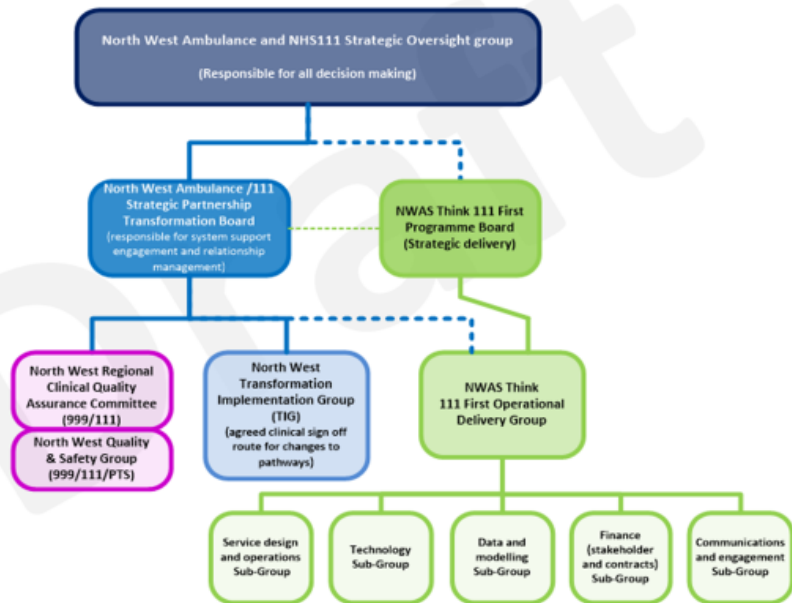 North West Ambulance and NHS111 Strategic Oversight group
(Responsible for all decision making)
North West Ambulance /111
Strategic Partnership
Transformation Board
(responsible for system support
engagement and relationship
management)
NWAS Think 111 First
Programme Board
(Strategic delivery)
North West Regional
Clinical Quality
Assurance Committee
(999/111)
North West Quality
& Safety Group
(999/111/PTS)
North West
Transformation
Implementation Group
(TIG)
(agreed clinical sign off
route for changes to
pathways)
NWAS Think
111 First Operational
Delivery Group
Service design
and operations
Sub-Group
Technology
Sub-Group
Data and
modelling
Sub-Group
Finance
(stakeholder
and contracts)
Sub-Group
Communications
and engagement
Sub-Group
Draft